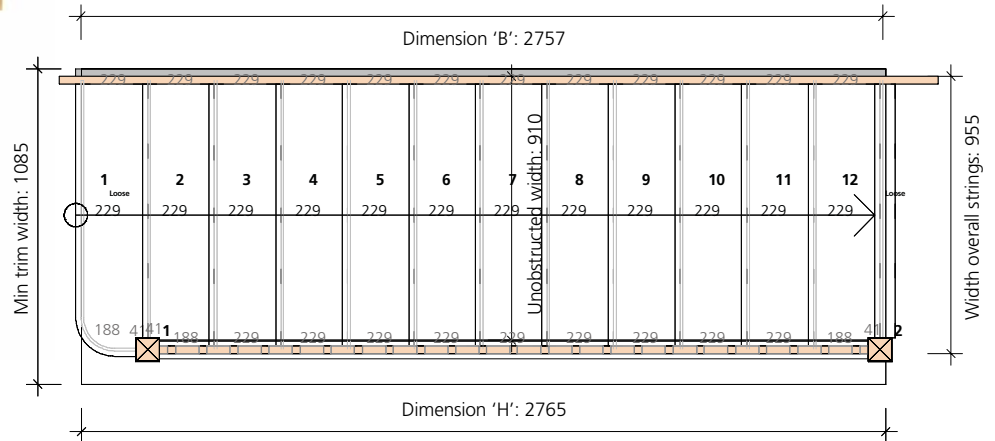 Dimension ‘B’: 2757
229 229 229 229 229 229 229 229 229 229 229 229
Min trim width: 1085
Unobstructed width: 910
Width overall strings: 955
1 2 3 4 5 6 7 8 9 10 11 12
Loose Loose
229 229 229 229 229 229 229 229 229 229 229 229
188 41 41 1 188 229 229 229 229 229 229 229 229 229 188 41 2
Dimension ‘H’: 2765